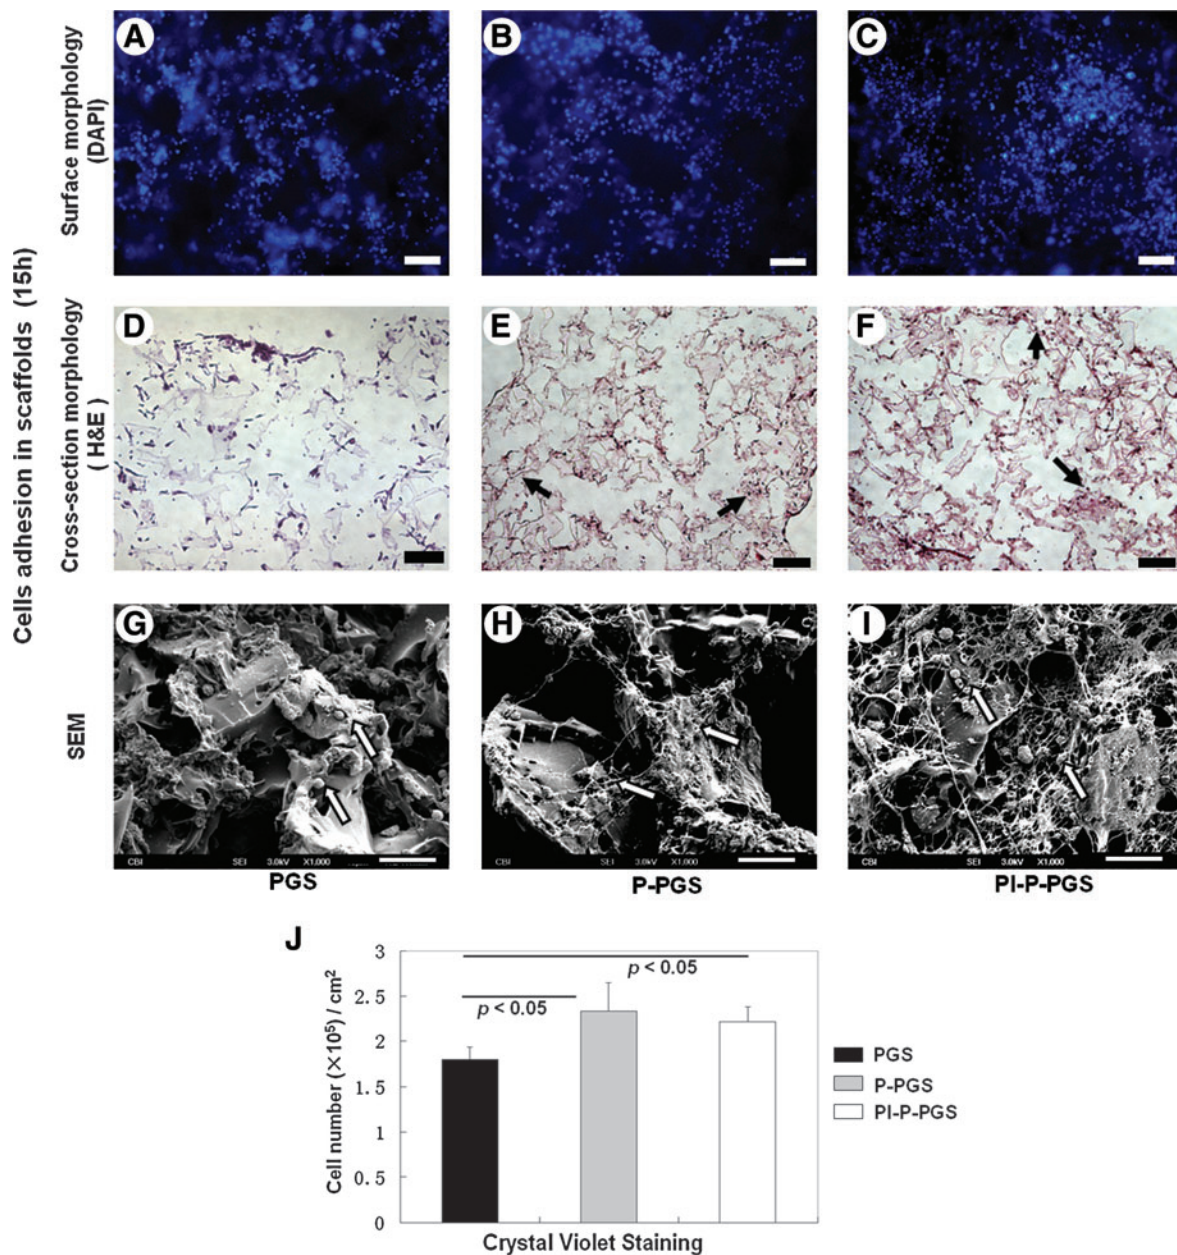 Cells adhesion in scaffolds (15h)
Surface morphology
(DAPI)
A
B
C
Cross-section morphology
( H&E )
D
E
F
SEM
G
H
I
CBI SEI 3.0kV X1,000
CBI SEI 3.0kV X1,000
CBI SEI 3.0kV X1,000
PGS
P-PGS
PI-P-PGS
J
Cell number (×10⁵) / cm²
3
2.5
2
1.5
1
0.5
0
p < 0.05
p < 0.05
Crystal Violet Staining
PGS
P-PGS
PI-P-PGS